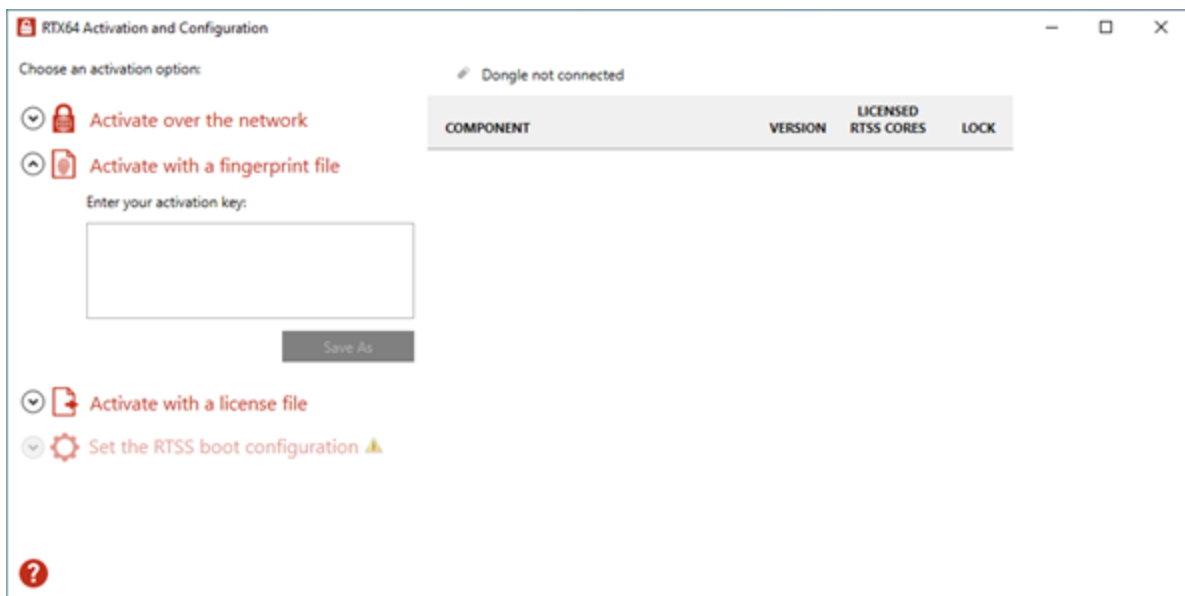 RTX64 Activation and Configuration
Choose an activation option:
Activate over the network
Activate with a fingerprint file
Enter your activation key:
Save As
Activate with a license file
Set the RTSS boot configuration
Dongle not connected
COMPONENT
VERSION
LICENSED
RTSS CORES
LOCK